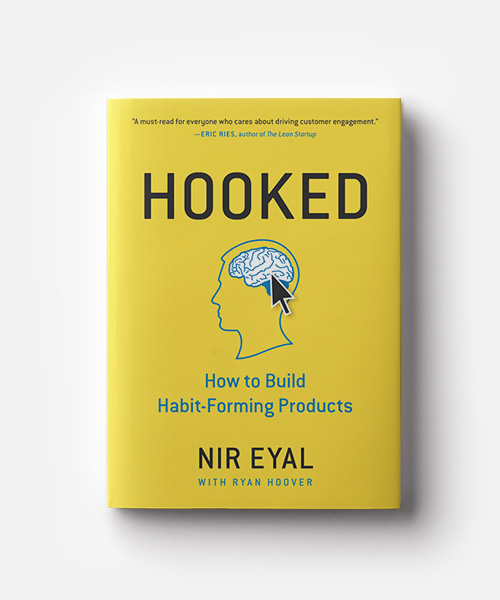 "A must-read for everyone who cares about driving customer engagement."
—ERIC RIES, author of The Lean Startup
HOOKED
How to Build
Habit-Forming Products
NIR EYAL
WITH RYAN HOOVER